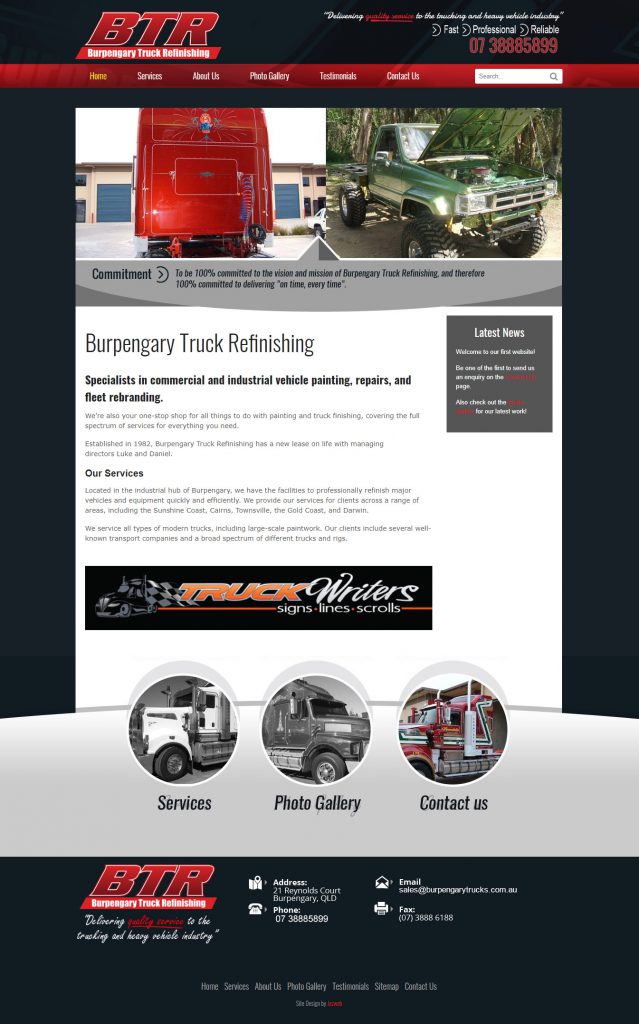 BTR
Burpengary Truck Refinishing
"Delivering quality service to the trucking and heavy vehicle industry"
Fast Professional Reliable
07 38885899
Home Services About Us Photo Gallery Testimonials Contact Us Search...
Commitment
To be 100% committed to the vision and mission of Burpengary Truck Refinishing, and therefore
100% committed to delivering "on time, every time".
Burpengary Truck Refinishing
Specialists in commercial and industrial vehicle painting, repairs, and
fleet rebranding.
We're also your one-stop shop for all things to do with painting and truck finishing, covering the full
spectrum of services for everything you need.
Established in 1982, Burpengary Truck Refinishing has a new lease on life with managing
directors Luke and Daniel.
Our Services
Located in the industrial hub of Burpengary, we have the facilities to professionally refinish major
vehicles and equipment quickly and efficiently. We provide our services for clients across a range of
areas, including the Sunshine Coast, Cairns, Townsville, the Gold Coast, and Darwin.
We service all types of modern trucks, including large-scale paintwork. Our clients include several well-
known transport companies and a broad spectrum of different trucks and rigs.
Latest News
Welcome to our first website!
Be one of the first to send us
an enquiry on the
page.
Also check out the
for our latest work!
TRUCK Writers
signs•lines•scrolls
Services
Photo Gallery
Contact us
BTR
Burpengary Truck Refinishing
"Delivering quality service to the
trucking and heavy vehicle industry"
Address:
21 Reynolds Court
Burpengary, QLD
Phone:
07 38885899
Email
sales@burpengarytrucks.com.au
Fax:
(07) 3888 6188
Home Services About Us Photo Gallery Testimonials Sitemap Contact Us
Site Design by